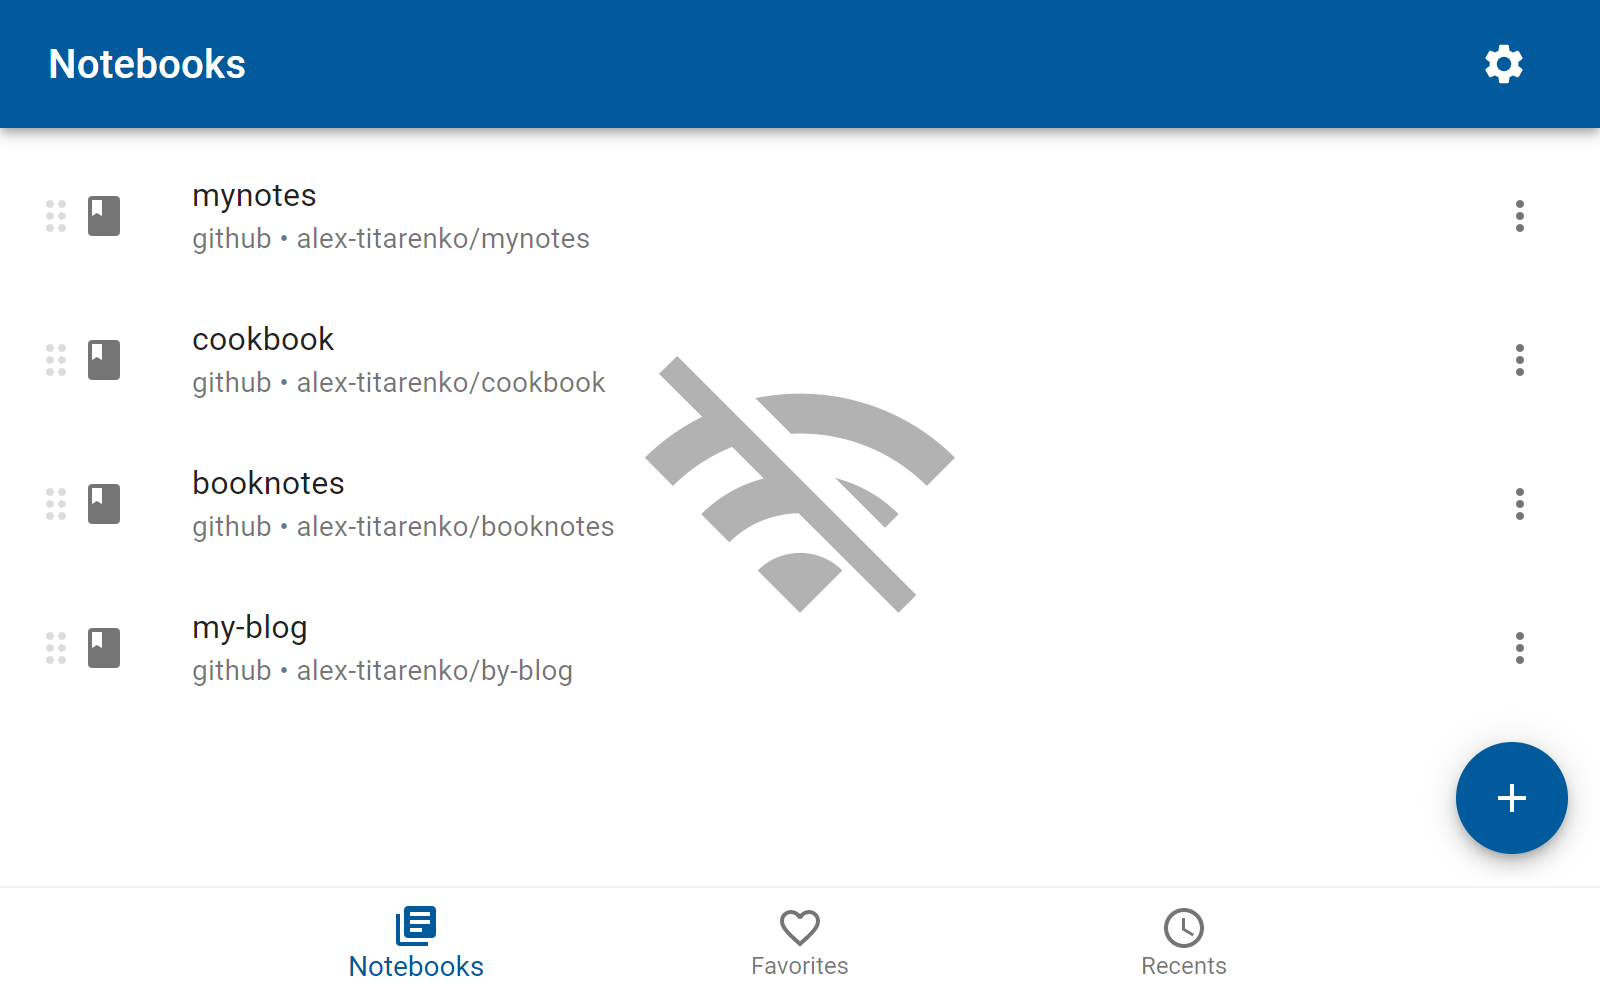 Notebooks
mynotes
github • alex-titarenko/mynotes
cookbook
github • alex-titarenko/cookbook
booknotes
github • alex-titarenko/booknotes
my-blog
github • alex-titarenko/by-blog
Notebooks
Favorites
Recents